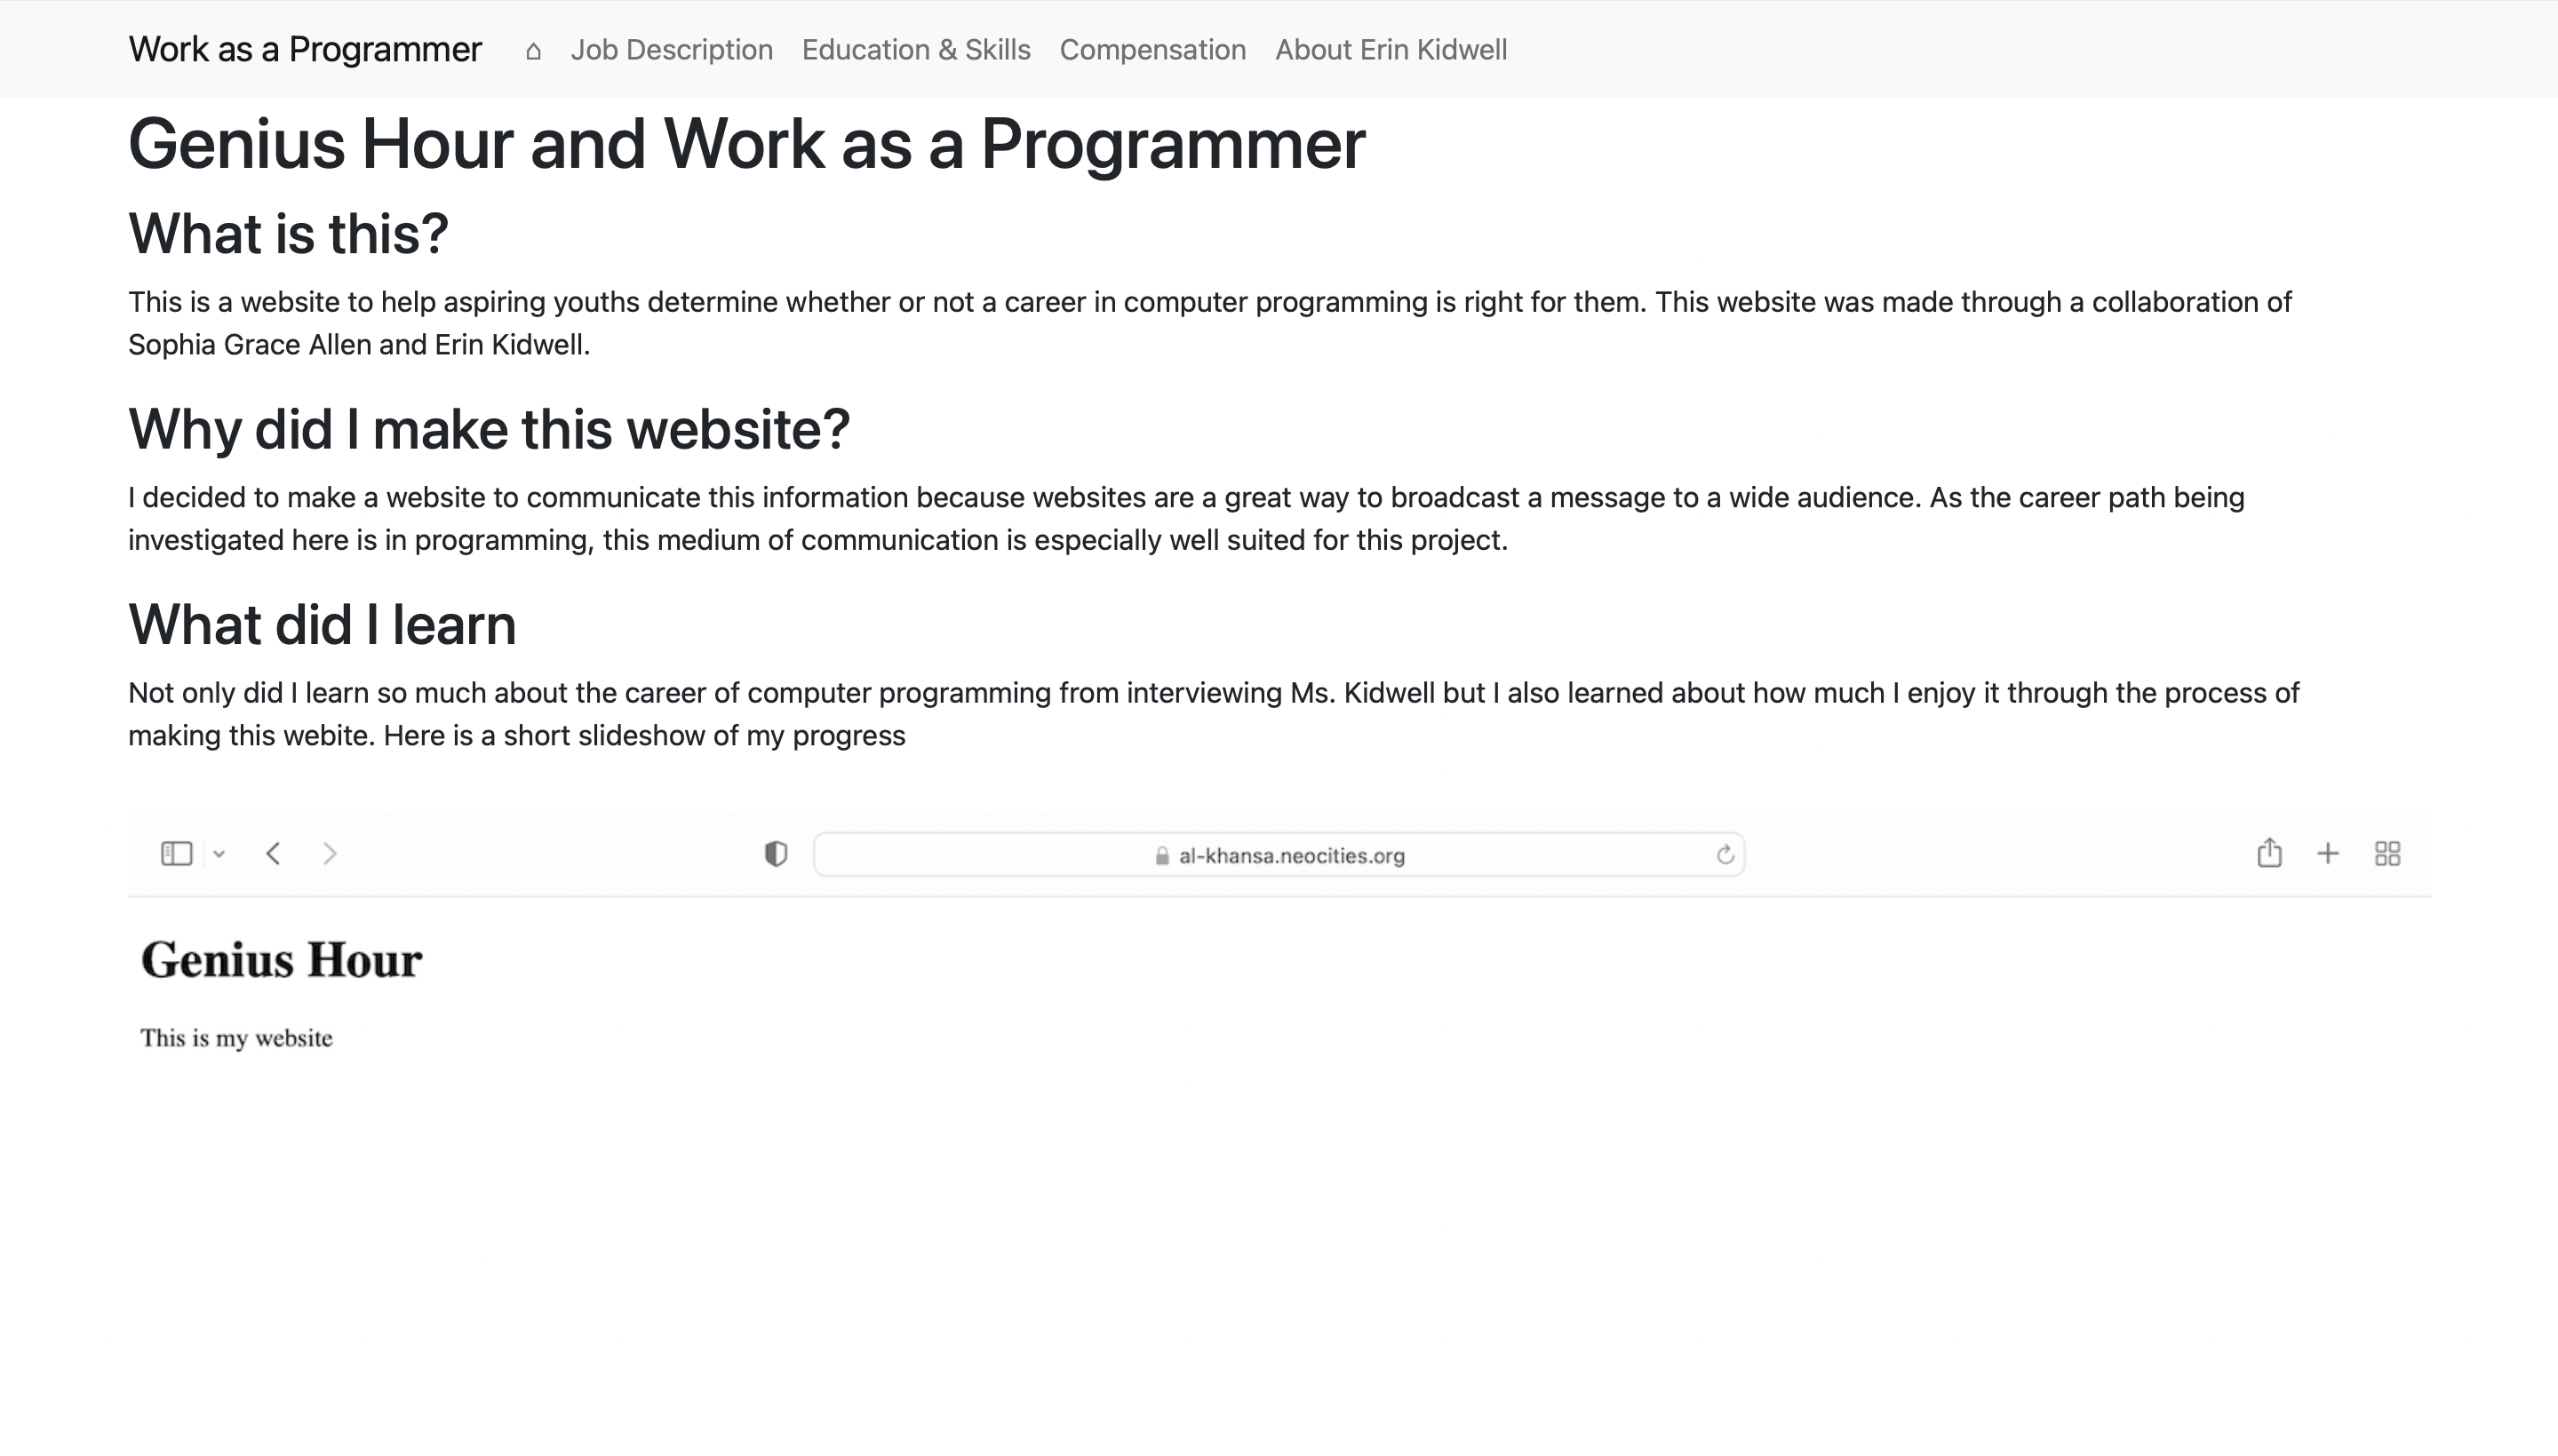 Work as a Programmer ⌂ Job Description Education & Skills Compensation About Erin Kidwell
Genius Hour and Work as a Programmer
What is this?
This is a website to help aspiring youths determine whether or not a career in computer programming is right for them. This website was made through a collaboration of
Sophia Grace Allen and Erin Kidwell.
Why did I make this website?
I decided to make a website to communicate this information because websites are a great way to broadcast a message to a wide audience. As the career path being
investigated here is in programming, this medium of communication is especially well suited for this project.
What did I learn
Not only did I learn so much about the career of computer programming from interviewing Ms. Kidwell but I also learned about how much I enjoy it through the process of
making this webite. Here is a short slideshow of my progress
al-khansa.neocities.org
Genius Hour
This is my website